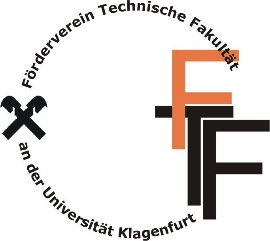 Förderverein Technische Fakultät
an der Universität Klagenfurt
FTF